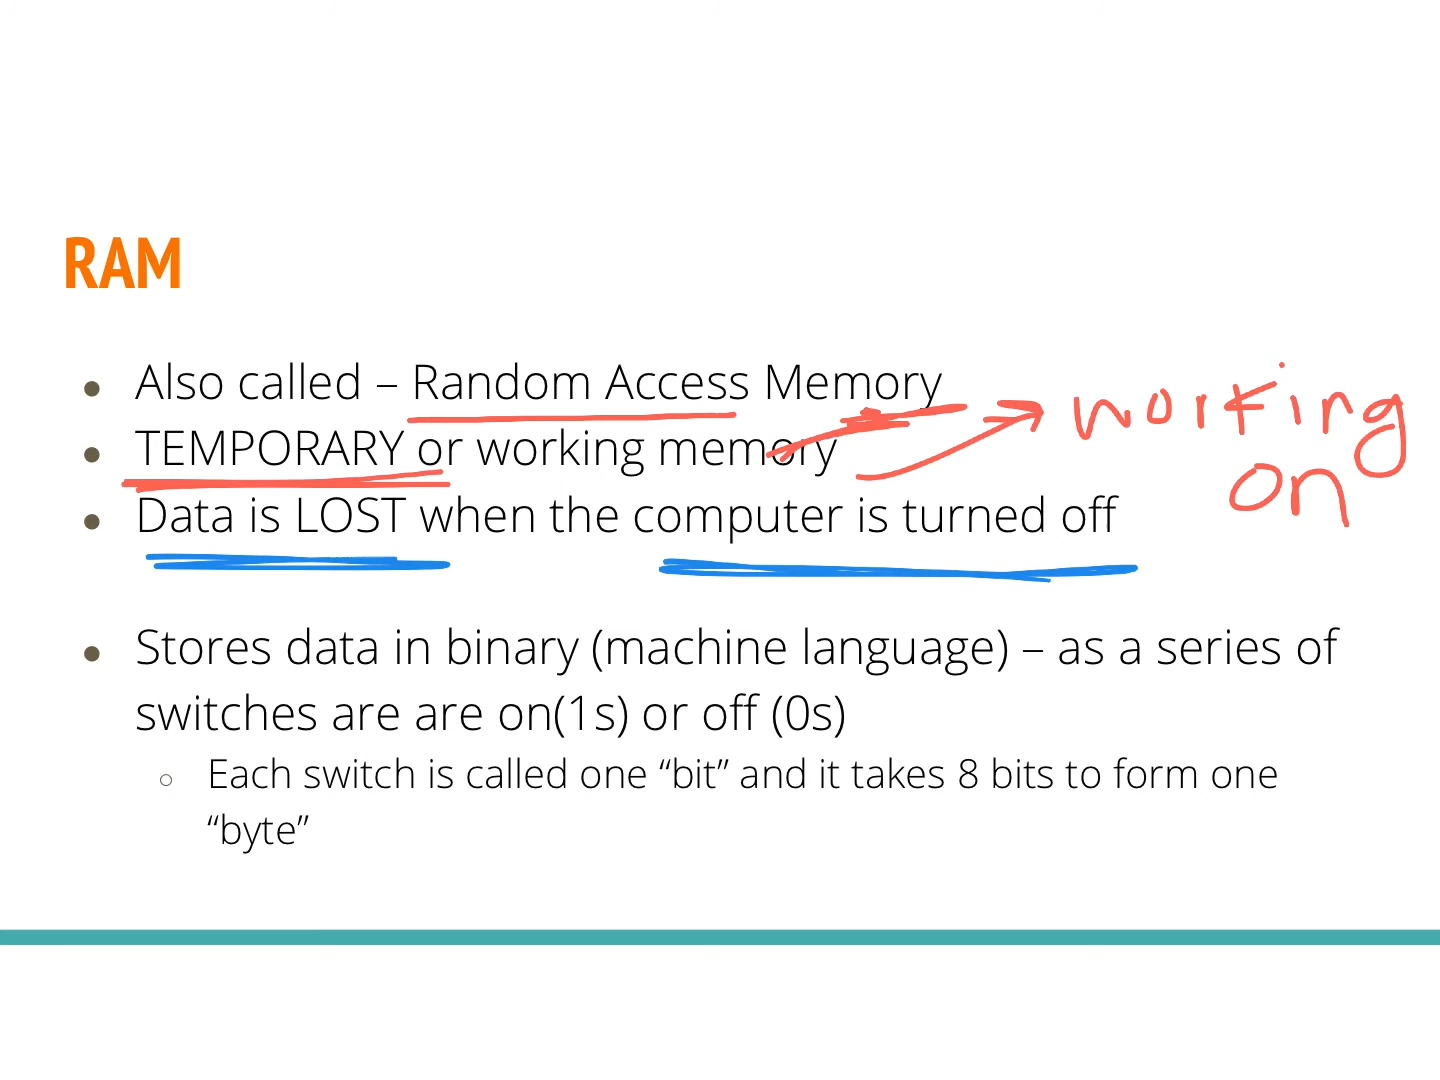 RAM
Also called – Random Access Memory
TEMPORARY or working memory
working
on
Data is LOST when the computer is turned off
Stores data in binary (machine language) – as a series of
switches are are on(1s) or off (0s)
Each switch is called one “bit” and it takes 8 bits to form one
“byte”